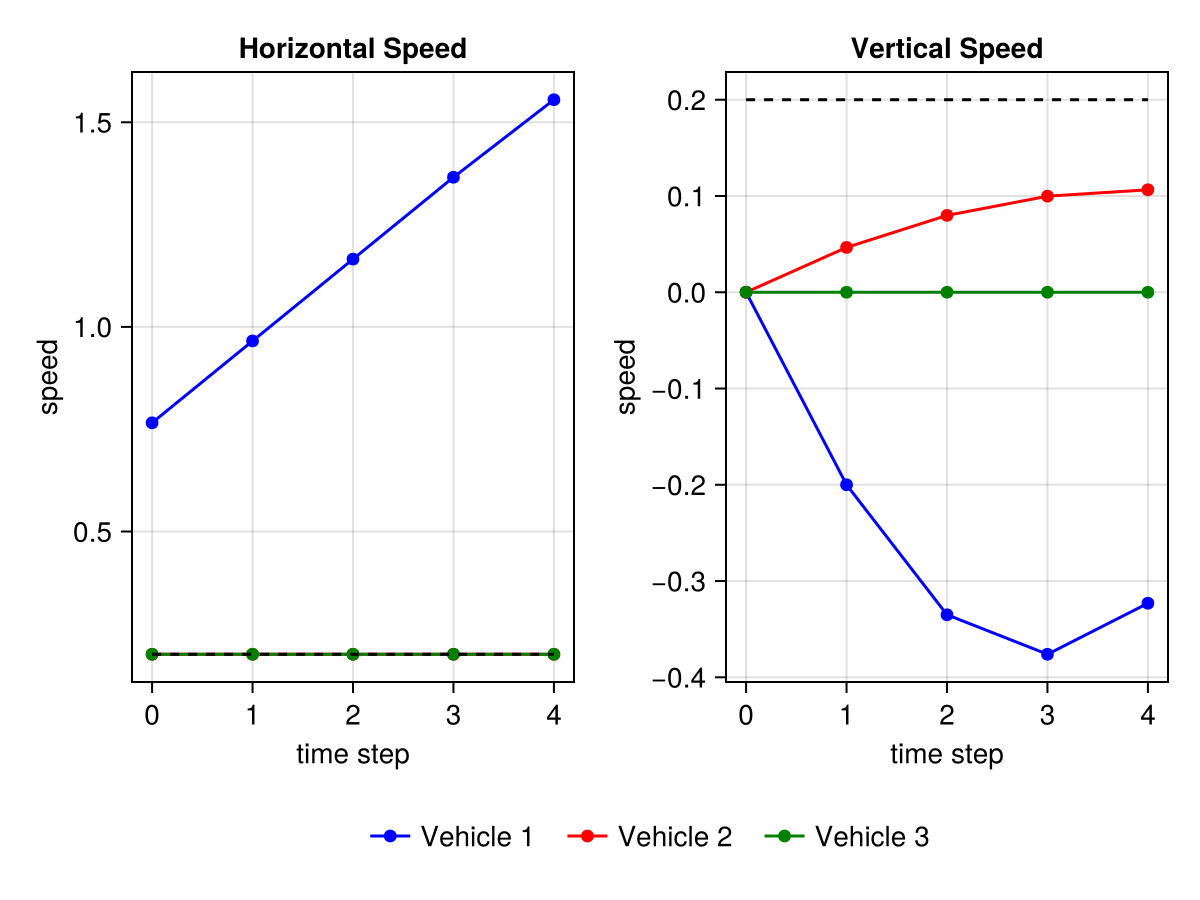 Horizontal Speed
1.5
1.0
0.5
speed
0 1 2 3 4
time step
Vertical Speed
0.2
0.1
0.0
−0.1
−0.2
−0.3
−0.4
speed
0 1 2 3 4
time step
Vehicle 1 Vehicle 2 Vehicle 3